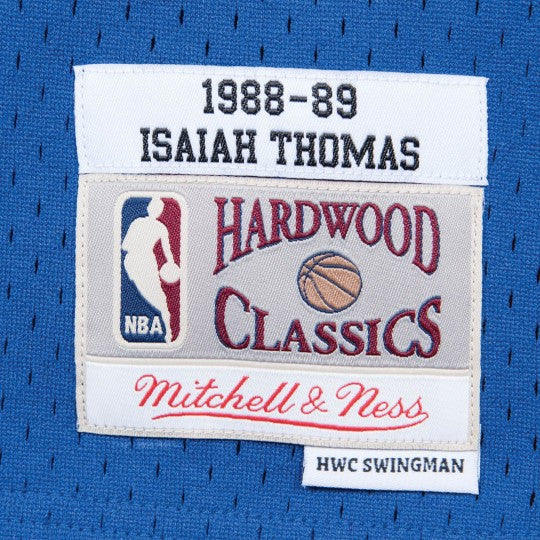 1988-89
ISAIAH THOMAS
HARDWOOD
CLASSICS
NBA
Mitchell & Ness
HWC SWINGMAN